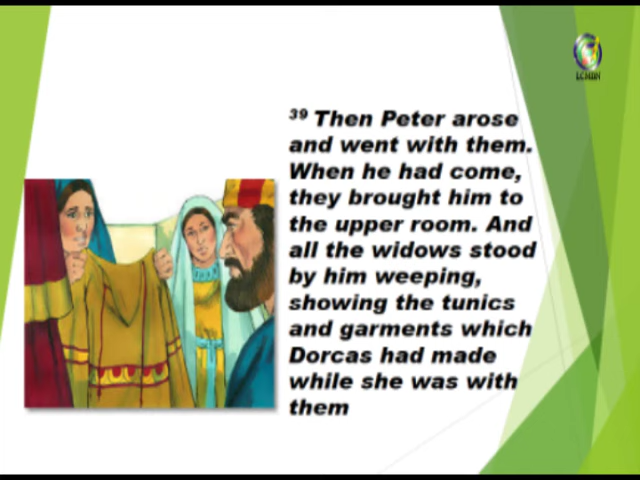 39 Then Peter arose
and went with them.
When he had come,
they brought him to
the upper room. And
all the widows stood
by him weeping,
showing the tunics
and garments which
Dorcas had made
while she was with
them